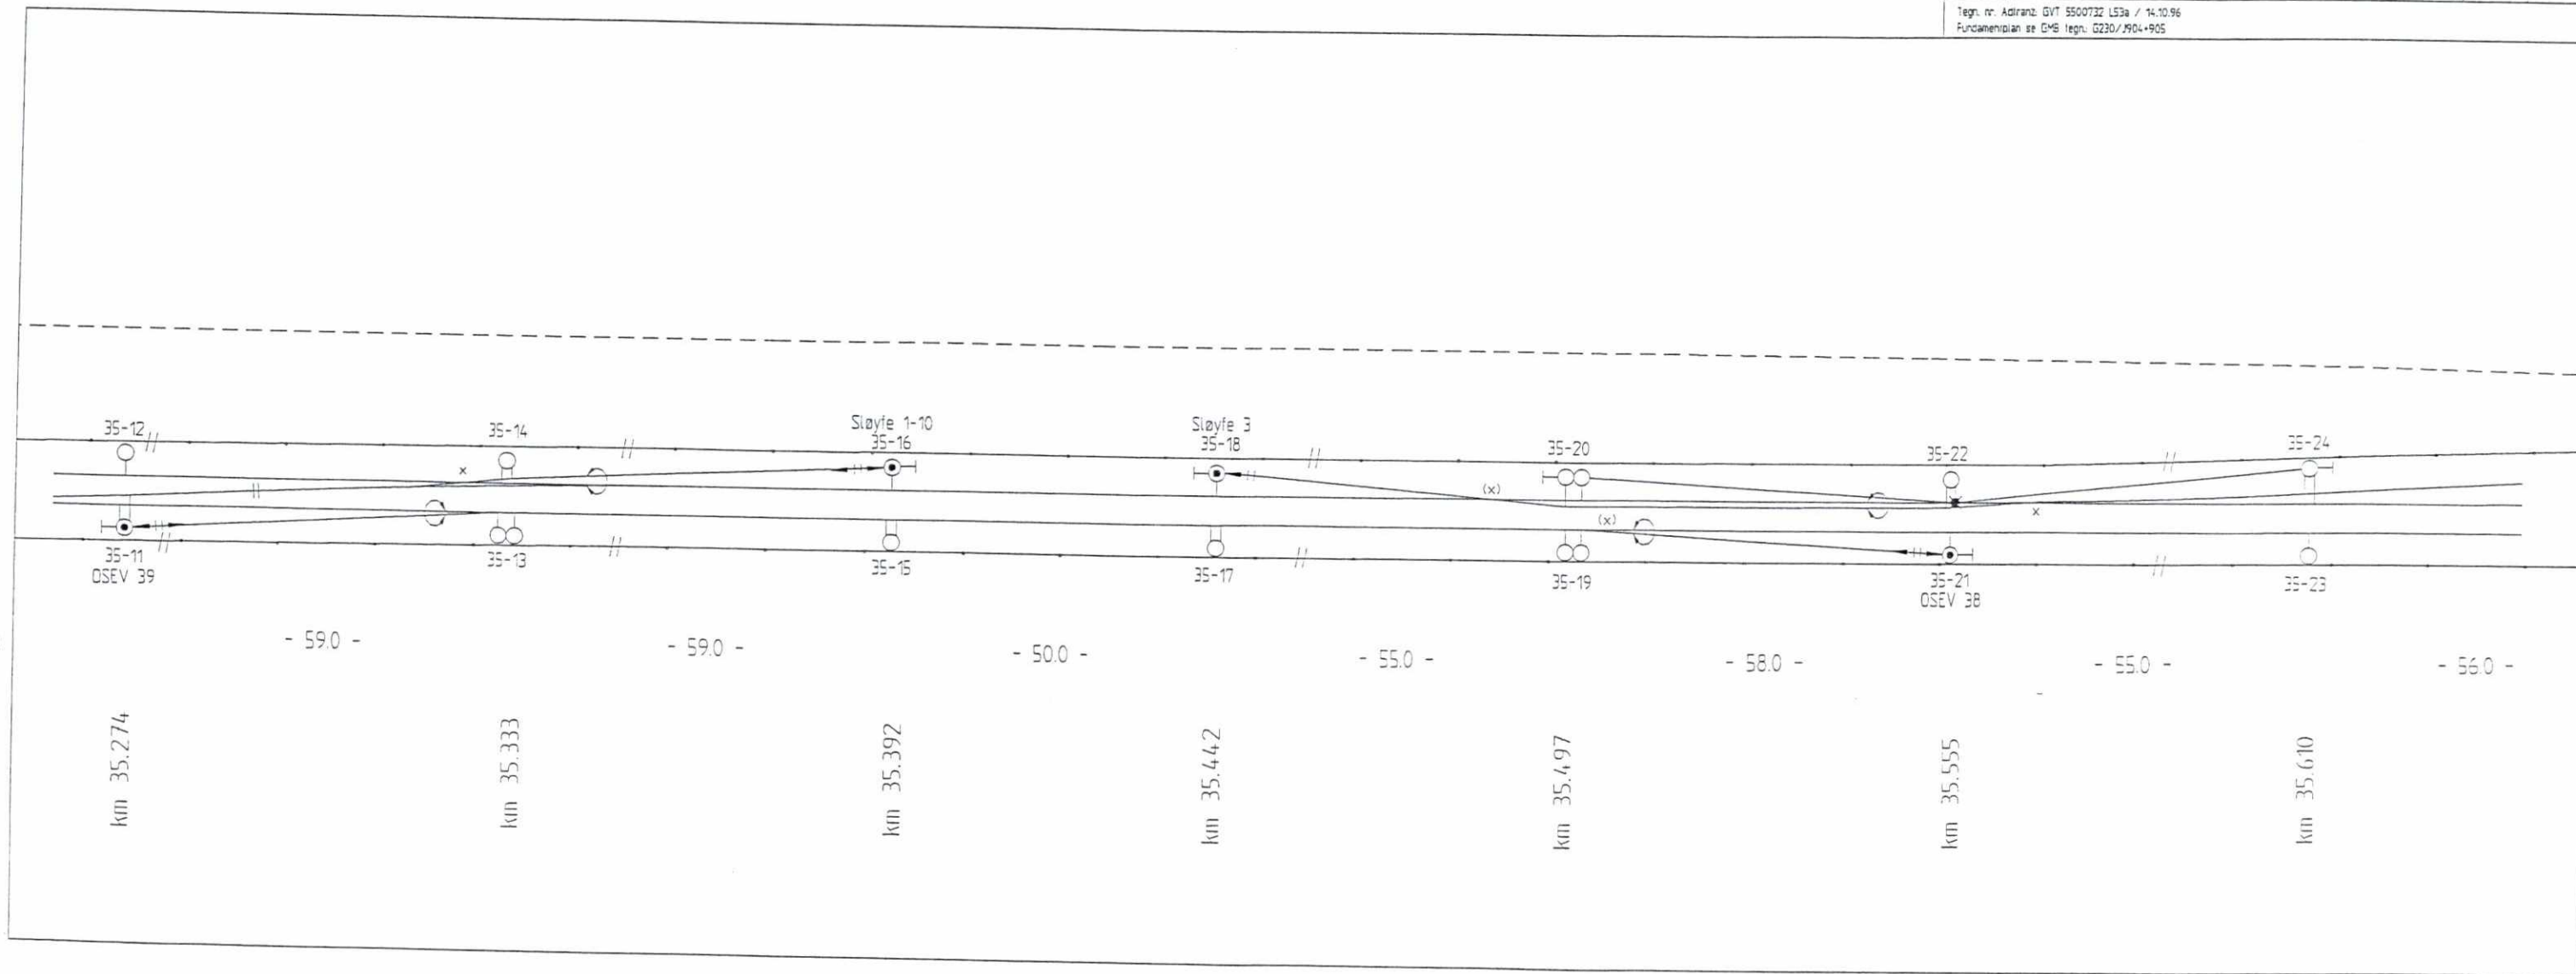 Tegn. nr. Adtranz: GVT 5500732 L53a / 14.10.96
Fundamentplan se GMB tegn.: G230/J904+905
35-12
35-14
Sløyfe 1-10
35-16
Sløyfe 3
35-18
35-20
35-22
35-24
x
(x)
(x)
x
x
35-11
OSEV 39
35-13
35-15
35-17
35-19
35-21
OSEV 38
35-23
- 59.0 -
- 59.0 -
- 50.0 -
- 55.0 -
- 58.0 -
- 55.0 -
- 56.0 -
km 35.274
km 35.333
km 35.392
km 35.442
km 35.497
km 35.555
km 35.610